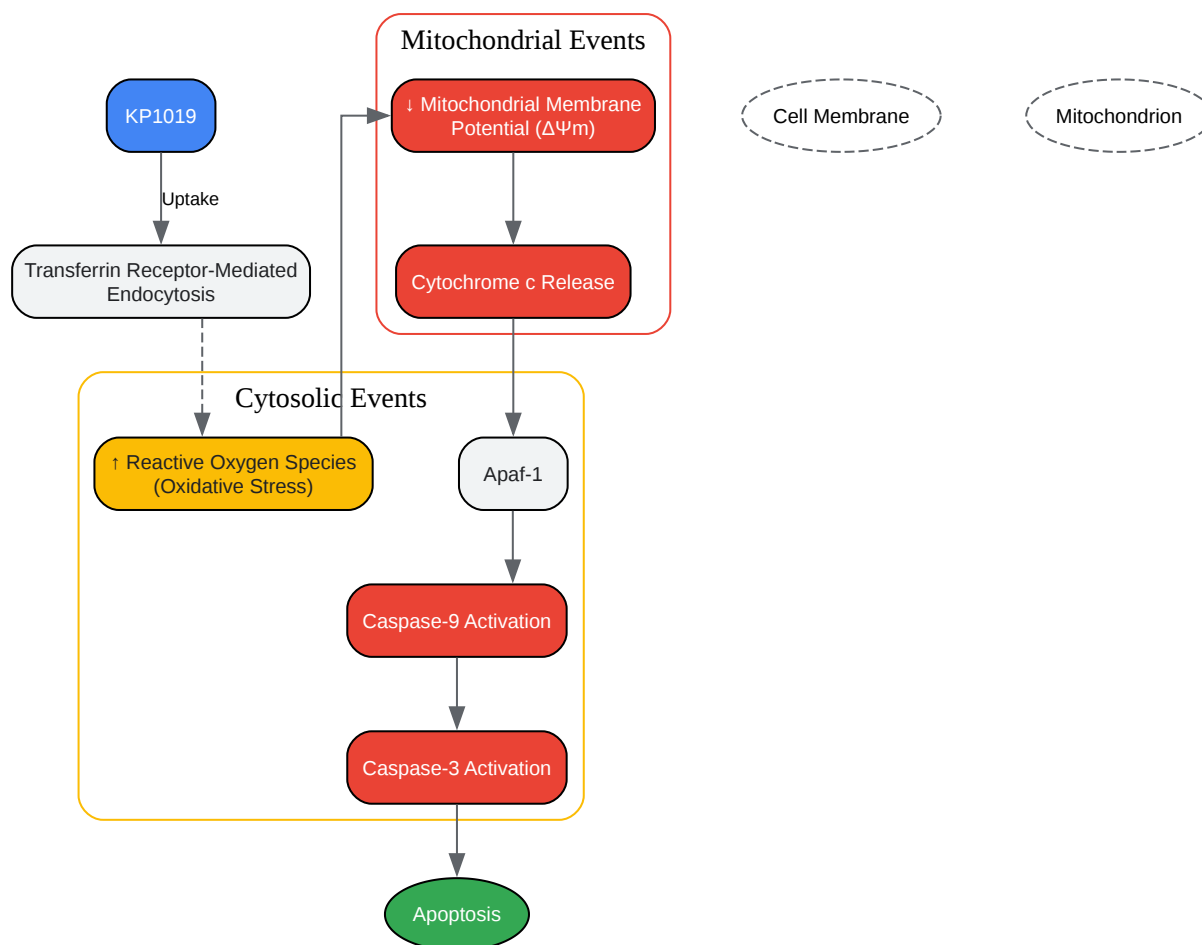 Mitochondrial Events
KP1019
↓ Mitochondrial Membrane
Potential (ΔΨm)
Cell Membrane
Mitochondrion
Uptake
Transferrin Receptor-Mediated
Endocytosis
Cytochrome c Release
Cytosolic Events
↑ Reactive Oxygen Species
(Oxidative Stress)
Apaf-1
Caspase-9 Activation
Caspase-3 Activation
Apoptosis